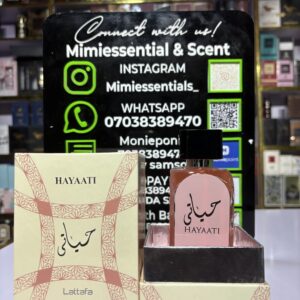 Connect with us!
Mimiessential & Scent
INSTAGRAM
Mimiessentials_
WHATSAPP
07038389470
HAYAATI
حياتي
Lattafa
حياتي
HAYAATI